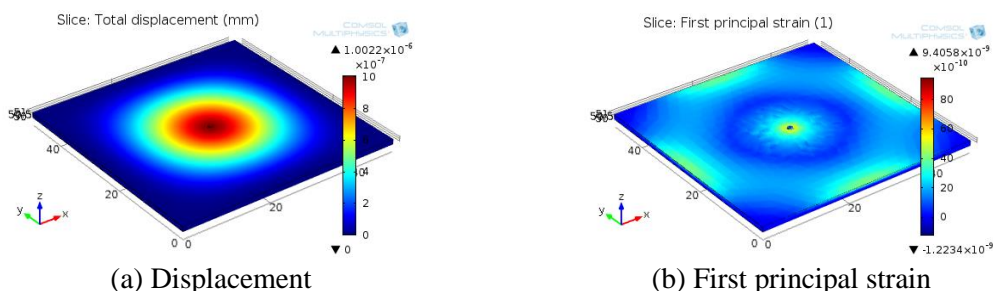 Slice: Total displacement (mm)
COMSOL
MULTIPHYSICS
▲ 1.0022×10⁻⁶
×10⁻⁷
10
8
6
4
2
0
▼ 0
40
20
0
0
20
z
y
x
(a) Displacement
Slice: First principal strain (1)
COMSOL
MULTIPHYSICS
▲ 9.4058×10⁻⁹
×10⁻¹⁰
80
60
40
20
0
▼ -1.2234×10⁻⁹
40
20
0
0
20
z
y
x
(b) First principal strain